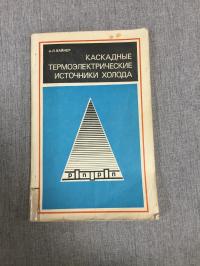 А.Л.ВАЙНЕР
КАСКАДНЫЕ
ТЕРМОЭЛЕКТРИЧЕСКИЕ
ИСТОЧНИКИ ХОЛОДА